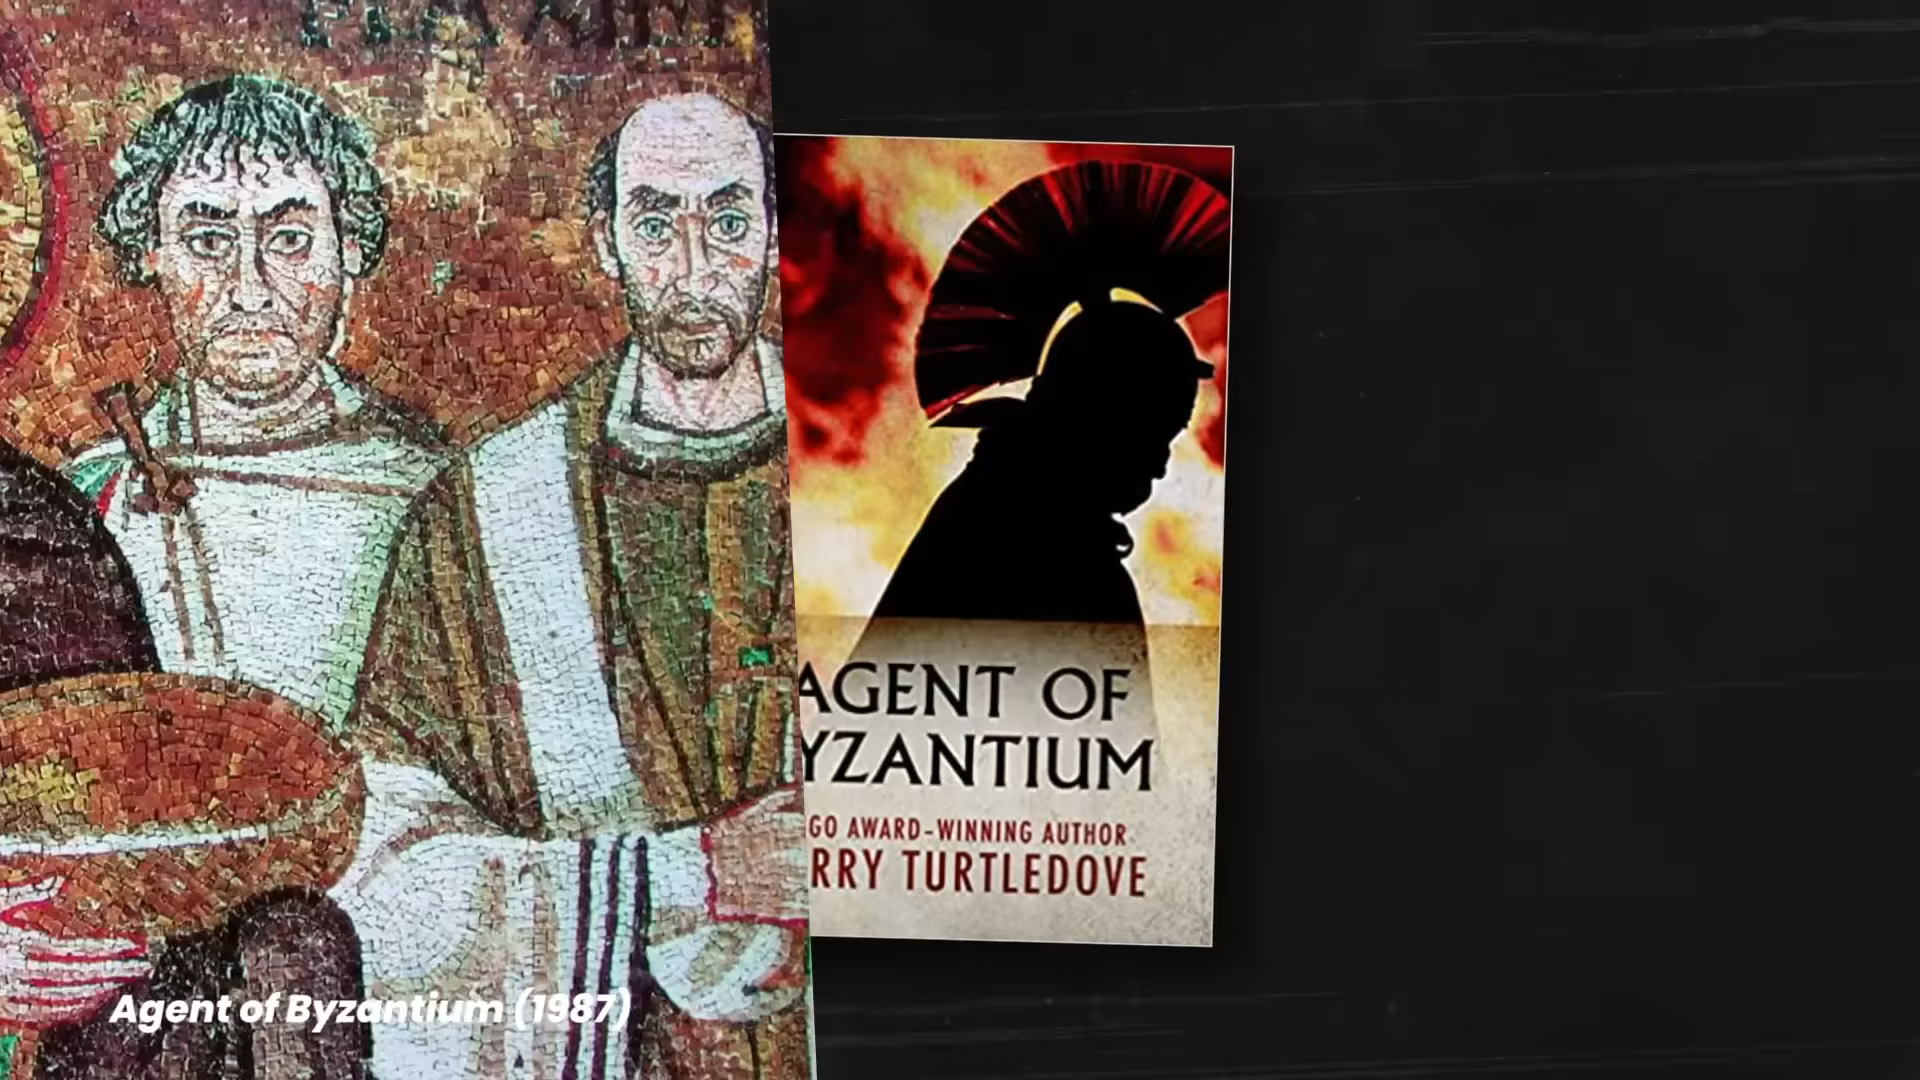 AGENT OF
YZANTIUM
GO AWARD-WINNING AUTHOR
RRY TURTLEDOVE
Agent of Byzantium (1987)